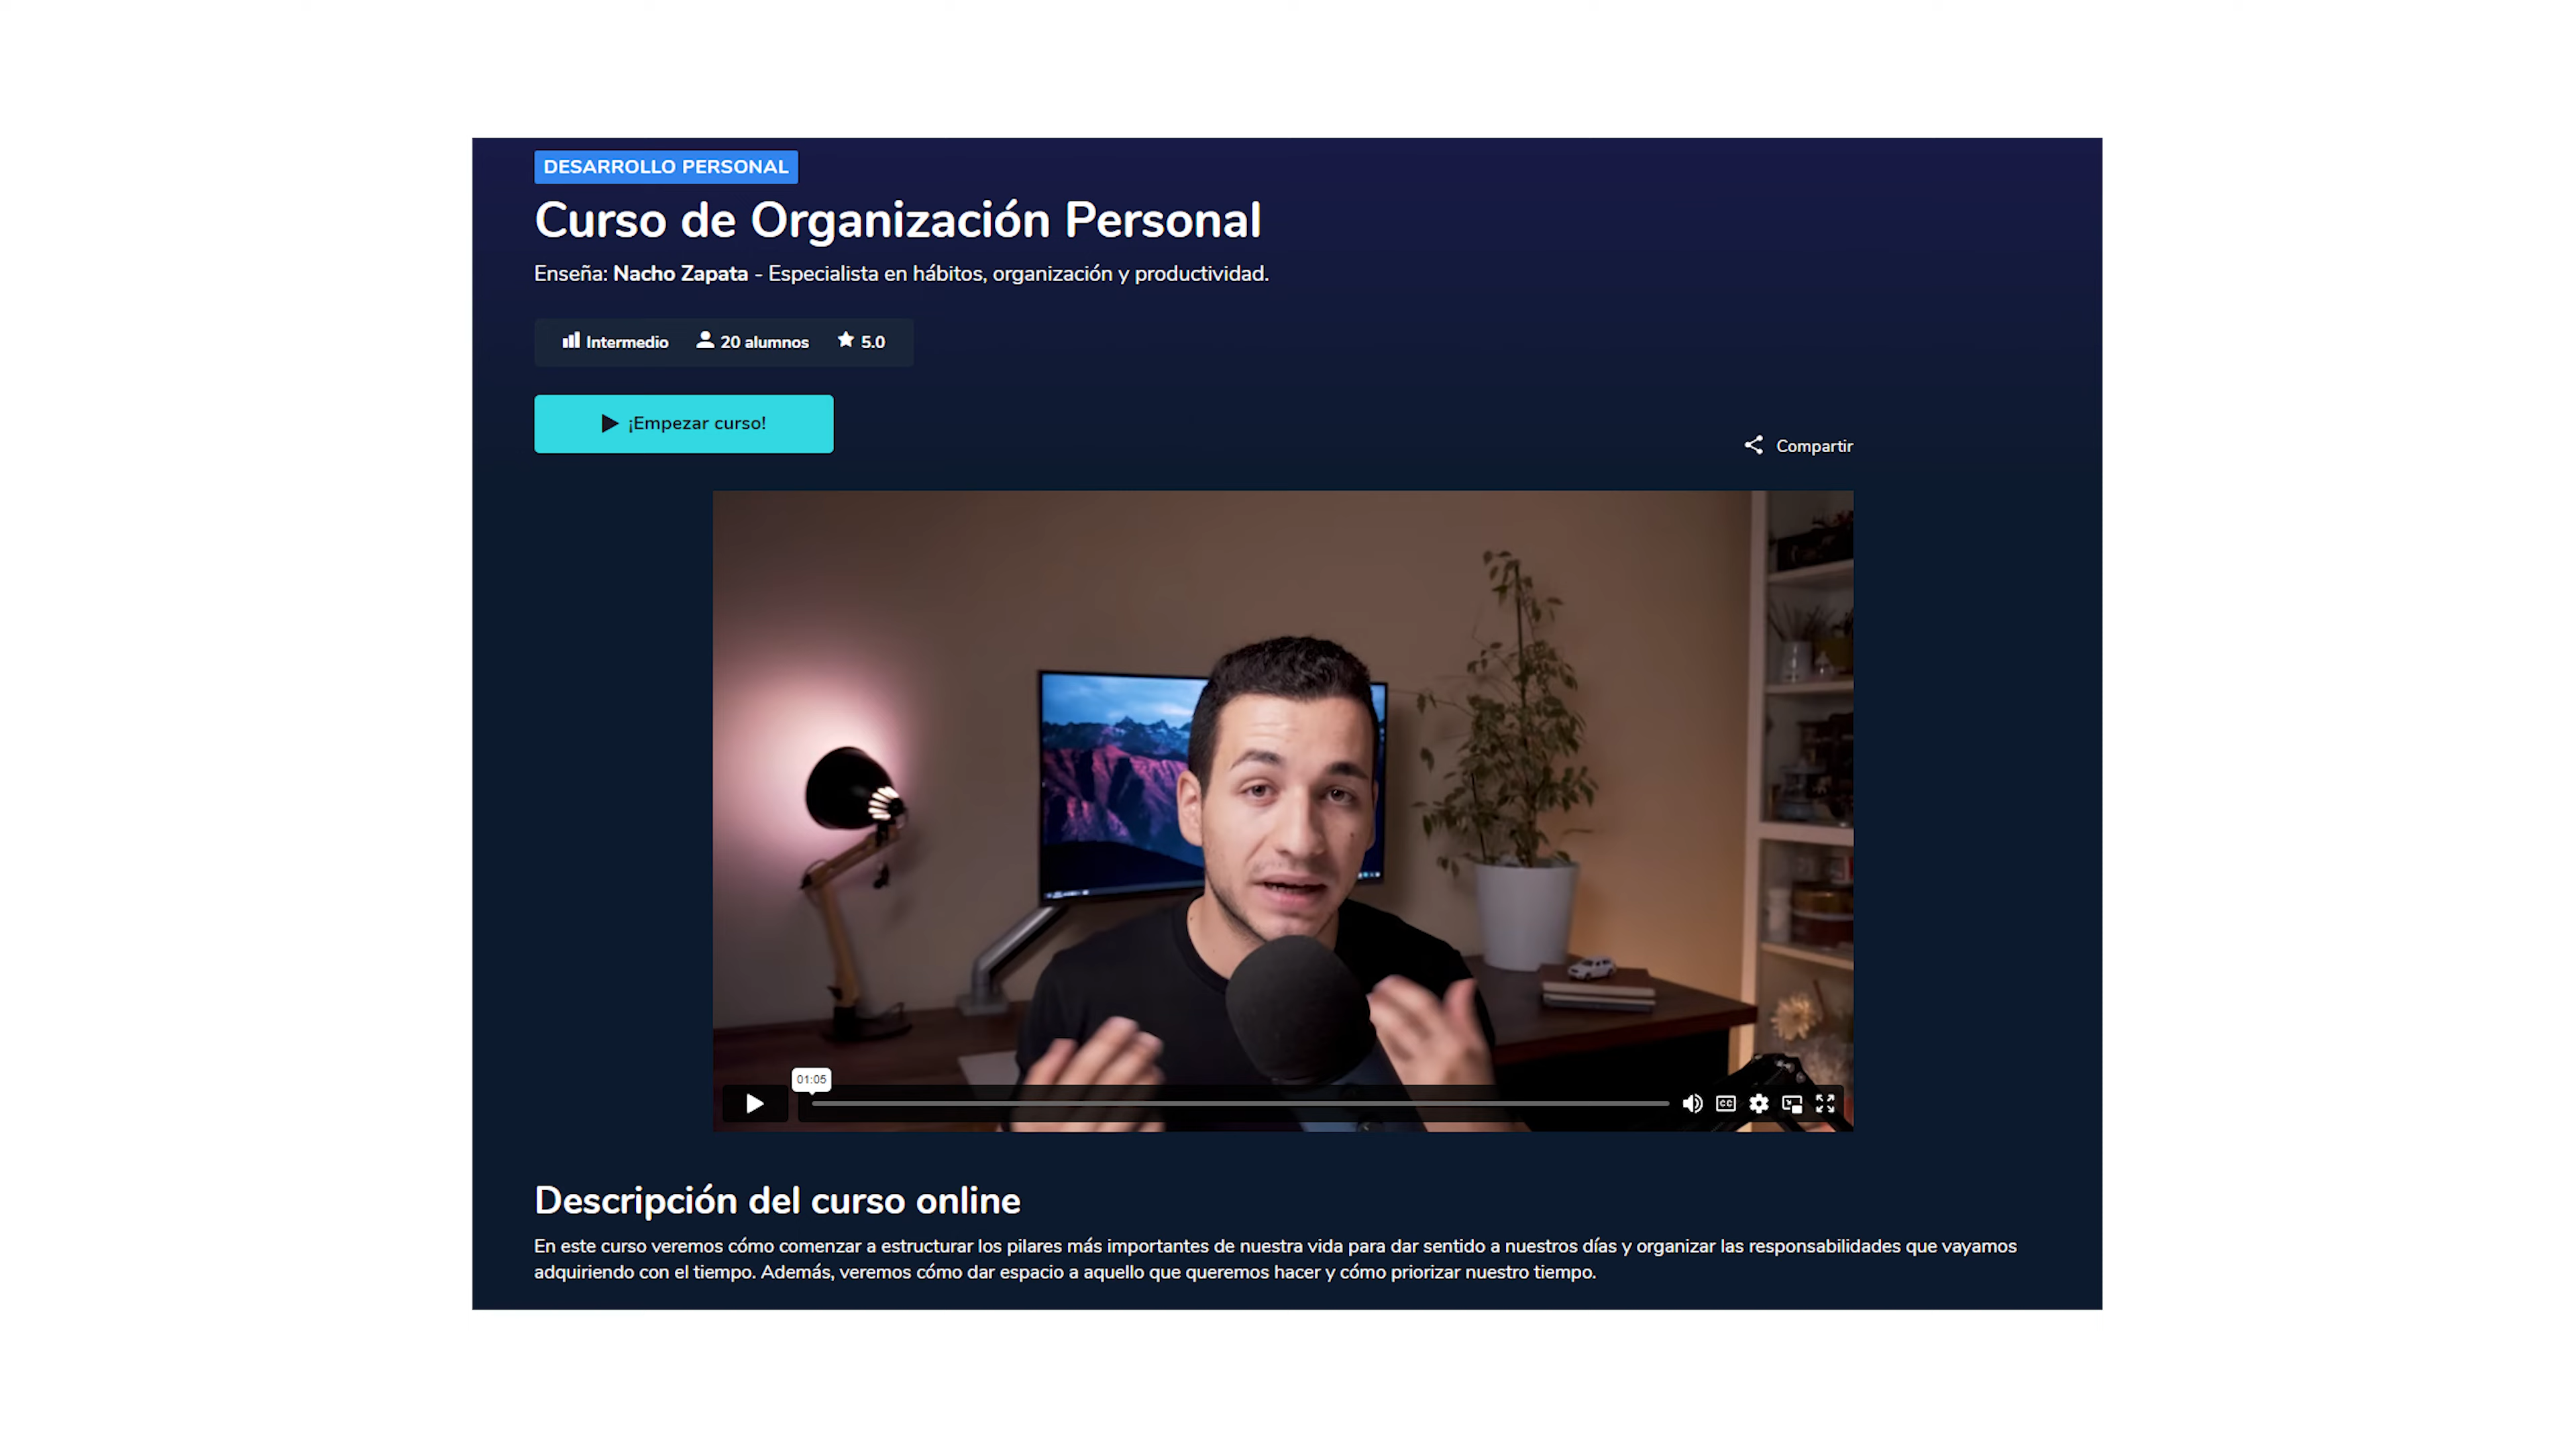 DESARROLLO PERSONAL
Curso de Organización Personal
Enseña: Nacho Zapata - Especialista en hábitos, organización y productividad.
Intermedio 20 alumnos 5.0
¡Empezar curso!
Compartir
01:05
CC
Descripción del curso online
En este curso veremos cómo comenzar a estructurar los pilares más importantes de nuestra vida para dar sentido a nuestros días y organizar las responsabilidades que vayamos
adquiriendo con el tiempo. Además, veremos cómo dar espacio a aquello que queremos hacer y cómo priorizar nuestro tiempo.